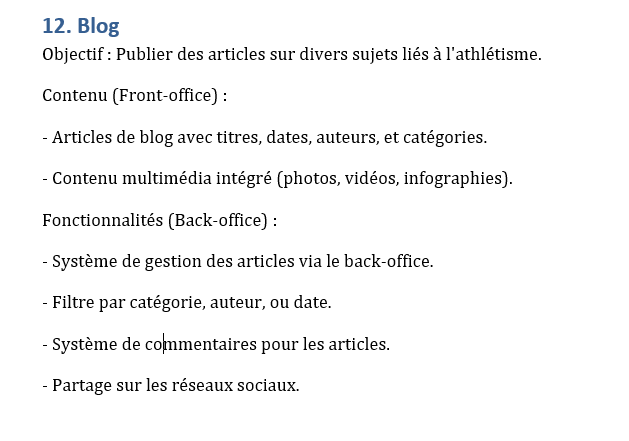 12. Blog
Objectif : Publier des articles sur divers sujets liés à l'athlétisme.
Contenu (Front-office) :
- Articles de blog avec titres, dates, auteurs, et catégories.
- Contenu multimédia intégré (photos, vidéos, infographies).
Fonctionnalités (Back-office) :
- Système de gestion des articles via le back-office.
- Filtre par catégorie, auteur, ou date.
- Système de commentaires pour les articles.
- Partage sur les réseaux sociaux.